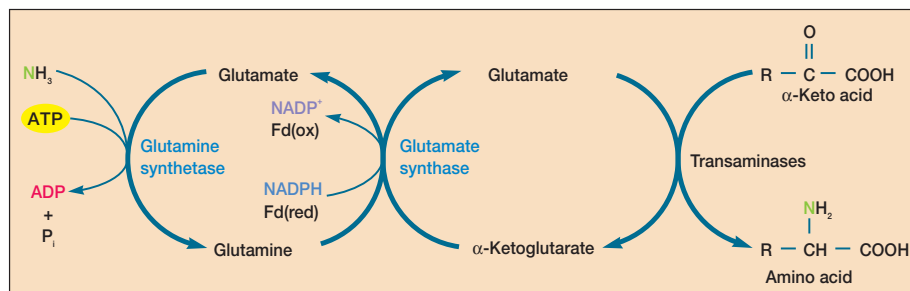 NH₃
ATP
ADP
+
Pᵢ
Glutamate
Glutamine
synthetase
Glutamine
NADP⁺
Fd(ox)
NADPH
Fd(red)
Glutamate
synthase
Glutamate
α-Ketoglutarate
Transaminases
O
||
R — C — COOH
α-Keto acid
NH₂
|
R — CH — COOH
Amino acid